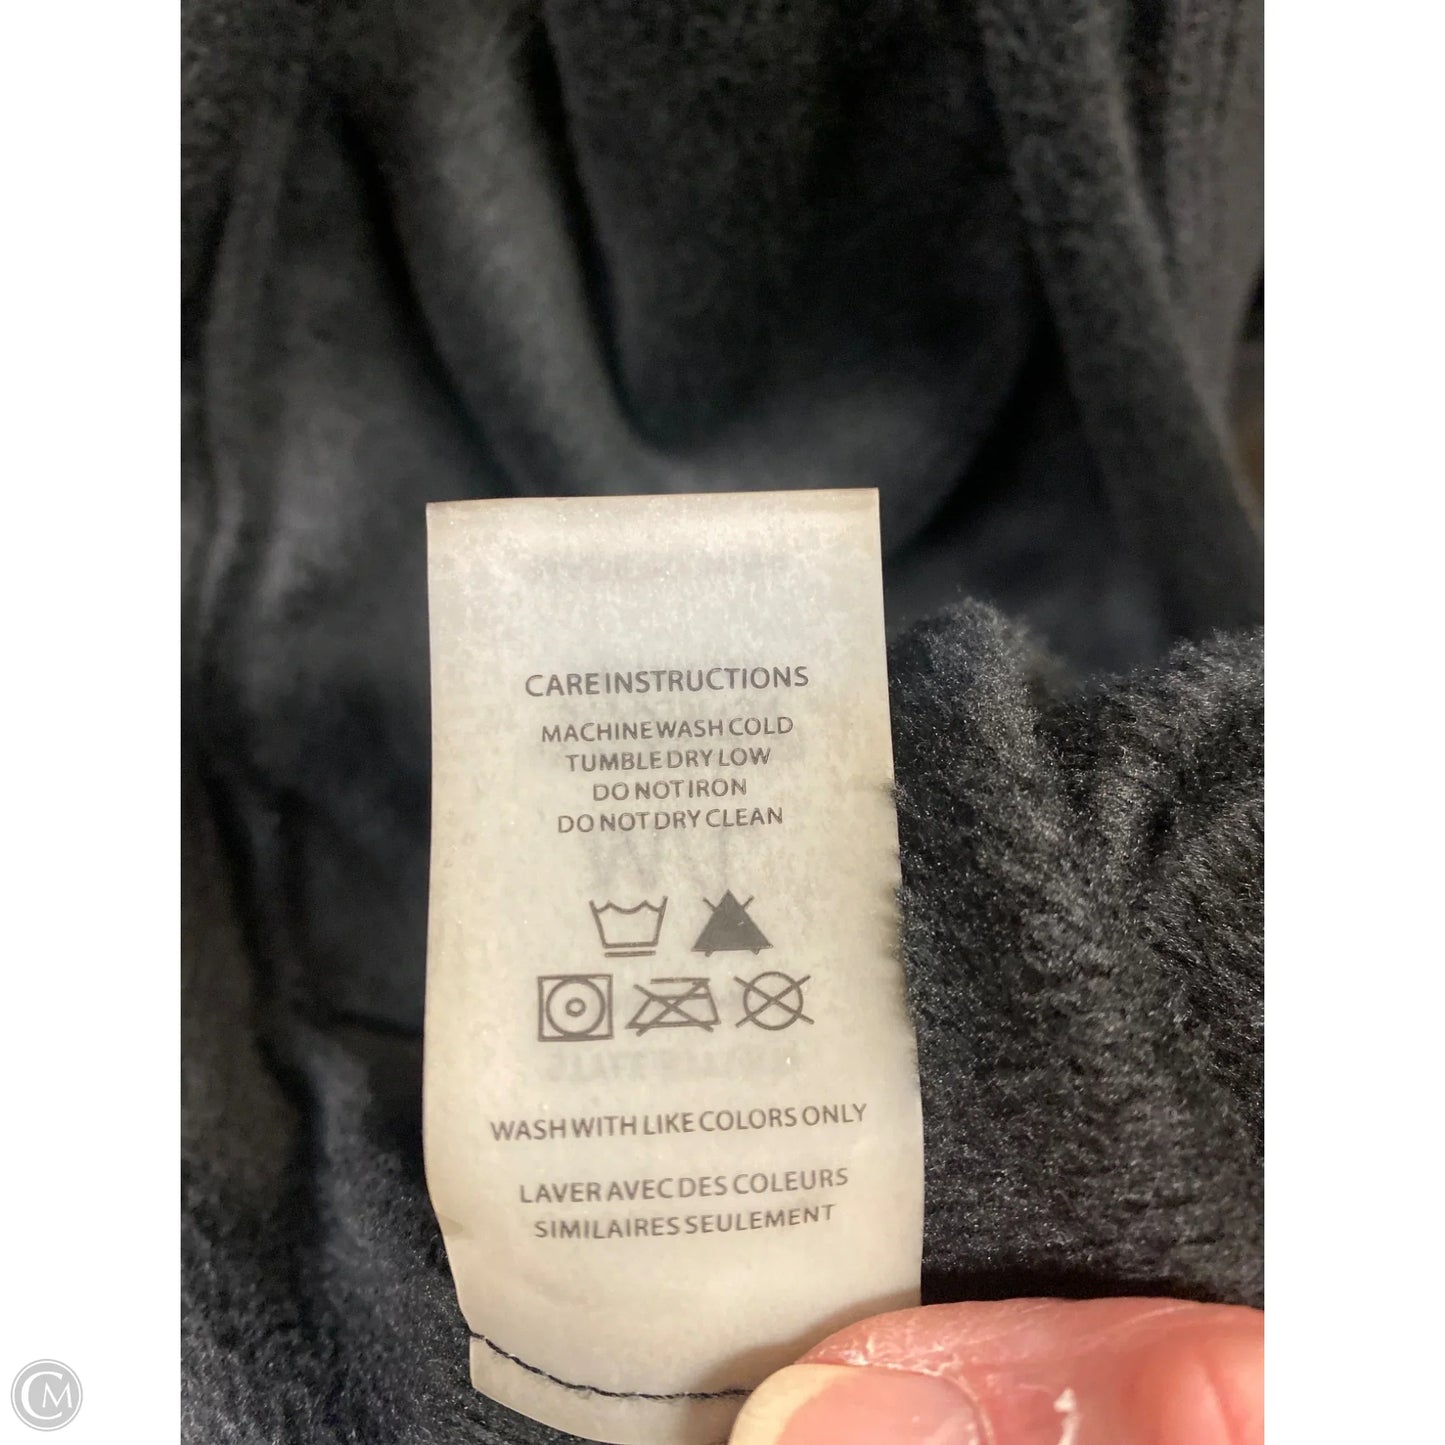 CARE INSTRUCTIONS
MACHINE WASH COLD
TUMBLE DRY LOW
DO NOT IRON
DO NOT DRY CLEAN
WASH WITH LIKE COLORS ONLY
LAVER AVEC DES COLEURS
SIMILAIRES SEULEMENT
CM